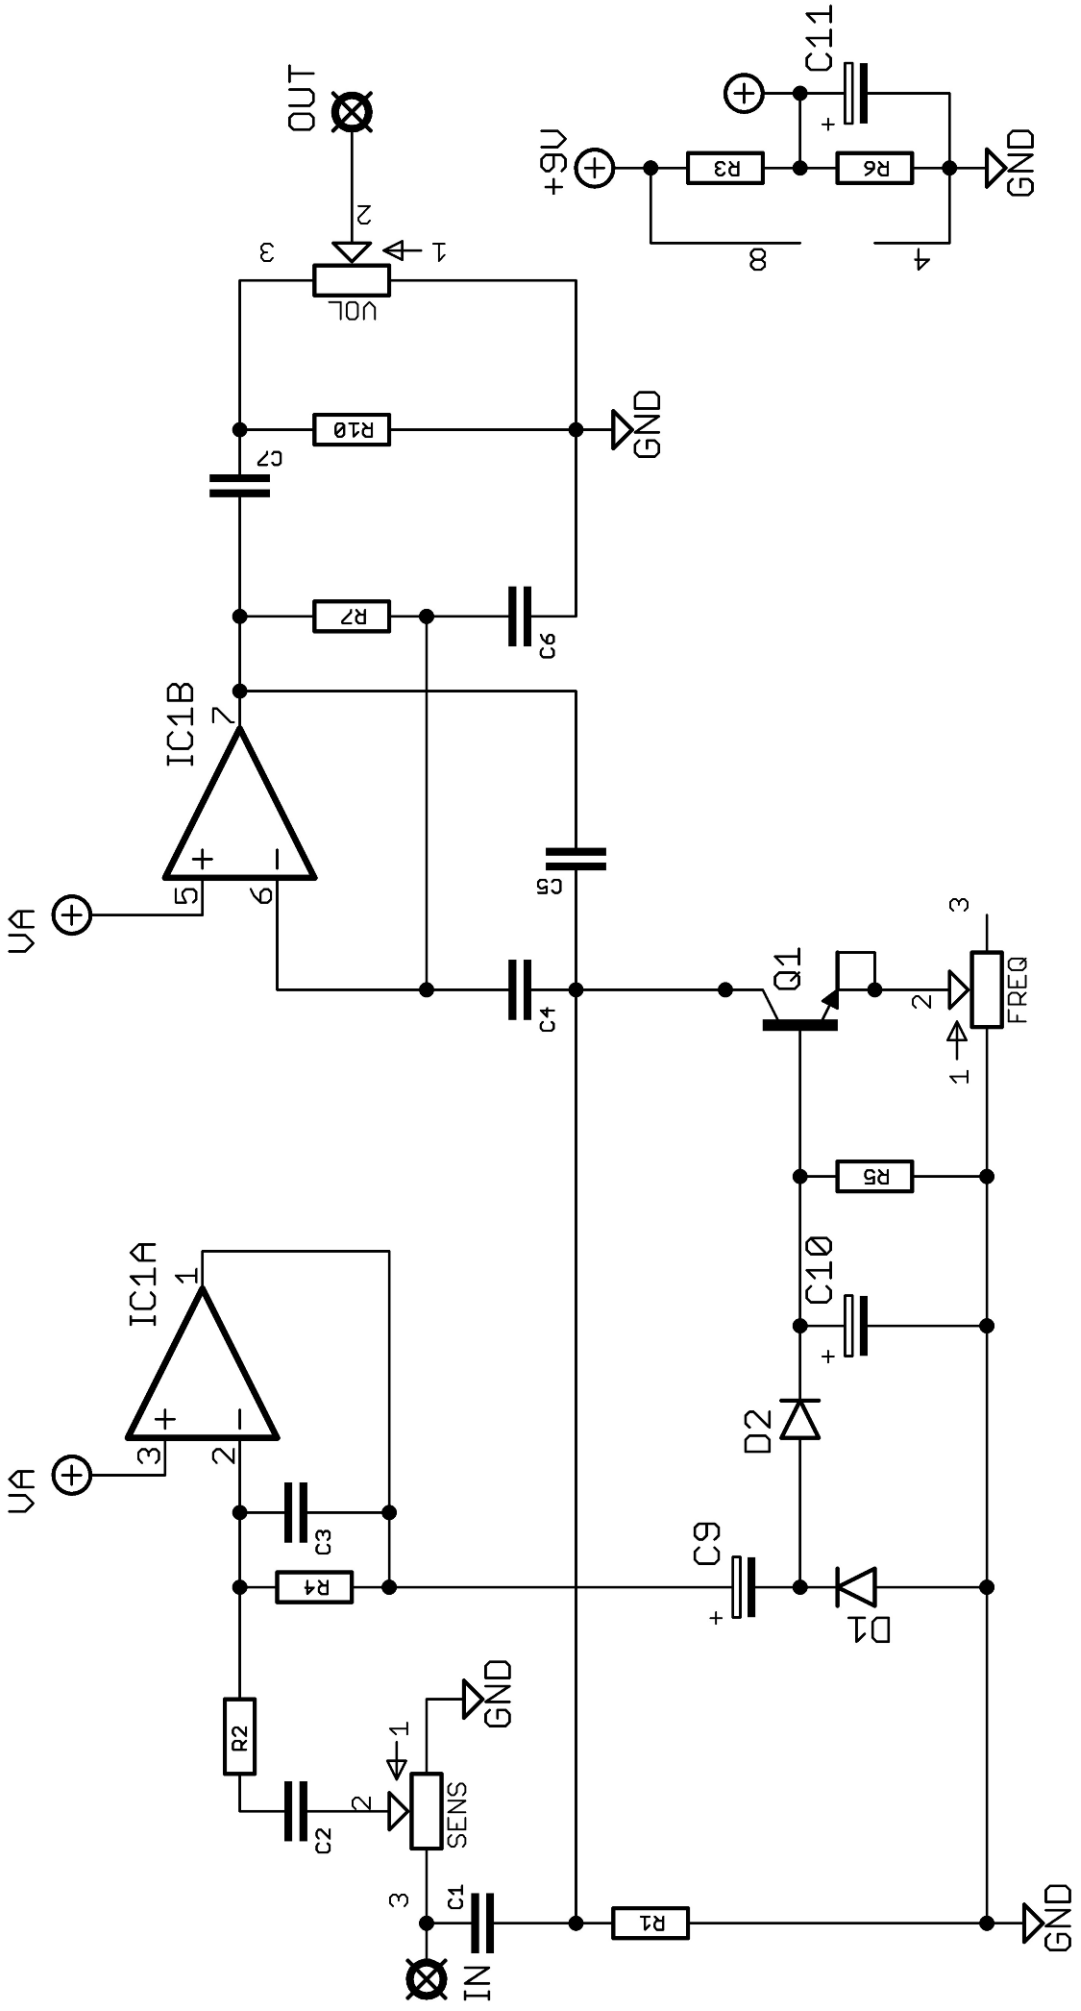 VA
VA
IC1A
IC1B
3
+
1
5
+
7
2
-
6
-
R2
C3
R4
C7
3
OUT
C2
2
SENS
1
GND
R7
R10
VOL
2
1
3
C1
IN
C4
C5
C6
GND
+9V
R1
C9
+
D2
D1
C10
+
R5
Q1
2
1
3
FREQ
R3
R6
C11
+
8
4
GND
GND